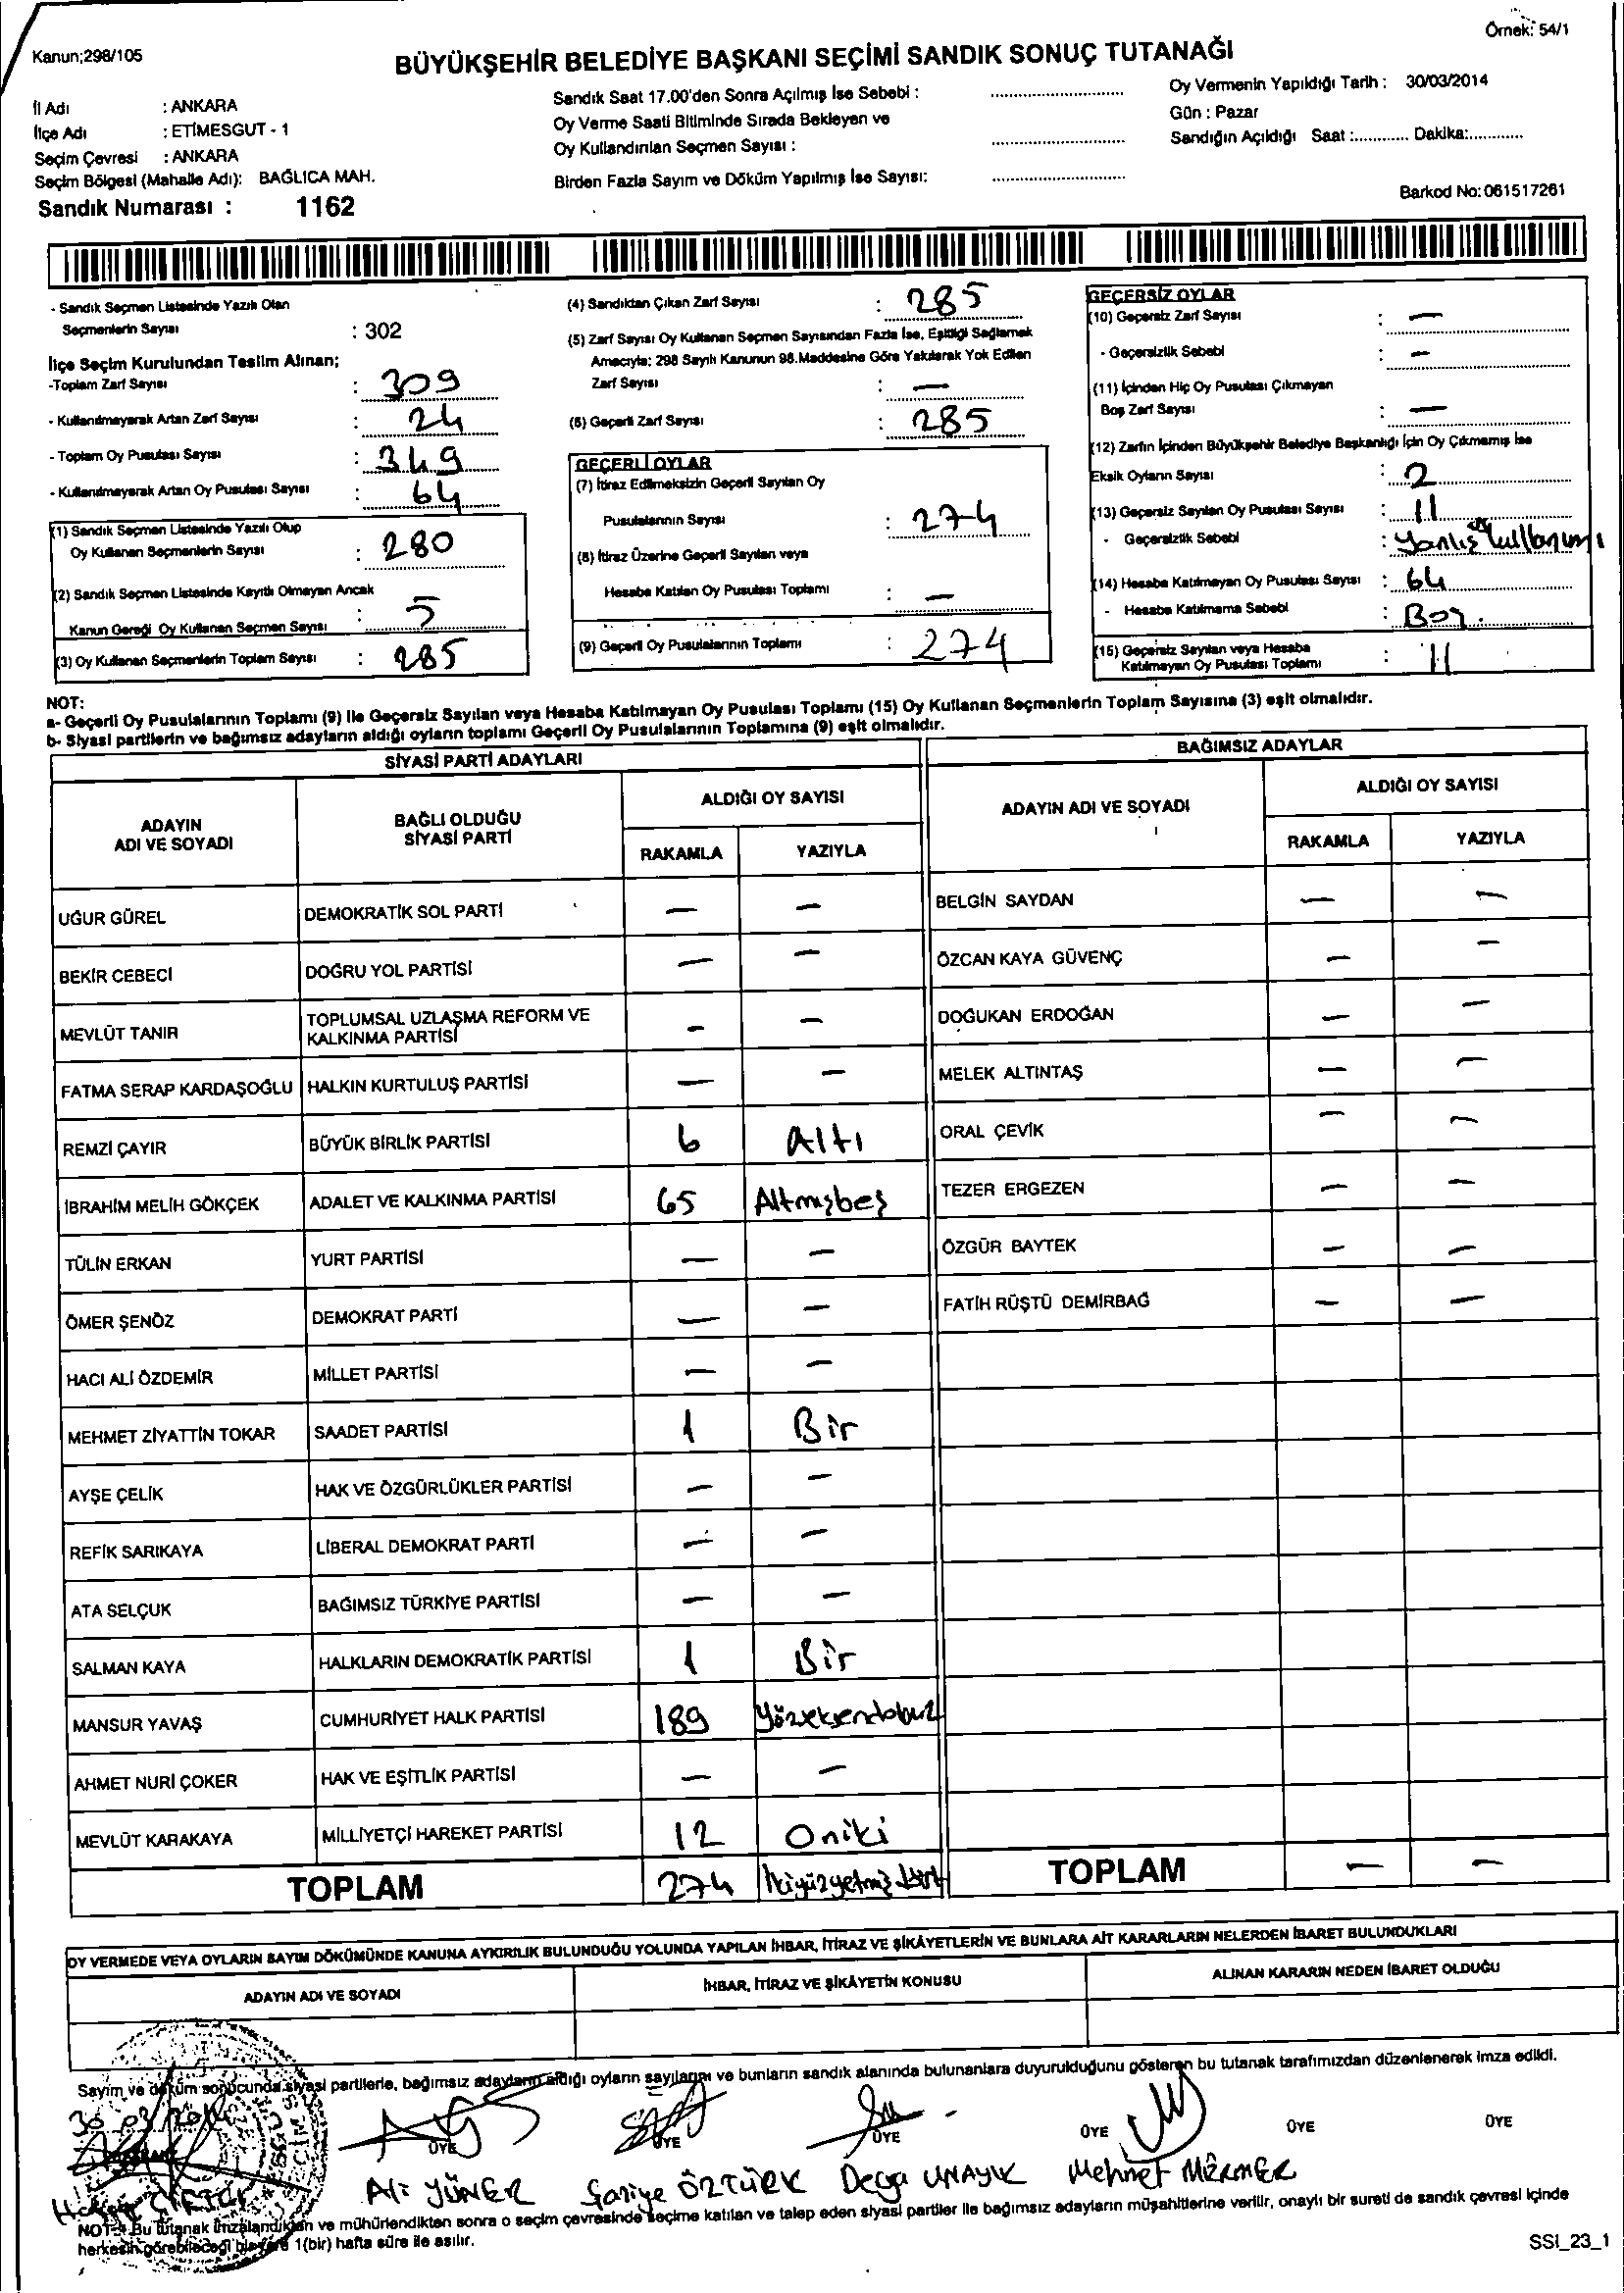 Örnek: 54/1
Kanun;298/105
BÜYÜKŞEHİR BELEDİYE BAŞKANI SEÇİMİ SANDIK SONUÇ TUTANAĞI
İl Adı : ANKARA
İlçe Adı : ETİMESGUT - 1
Seçim Çevresi : ANKARA
Seçim Bölgesi (Mahalle Adı): BAĞLICA MAH.
Sandık Numarası : 1162
Sandık Saat 17.00'den Sonra Açılmış İse Sebebi :
Oy Verme Saati Bitiminde Sırada Bekleyen ve
Oy Kullandırılan Seçmen Sayısı :
Birden Fazla Sayım ve Döküm Yapılmış İse Sayısı:
Oy Vermenin Yapıldığı Tarih : 30/03/2014
Gün : Pazar
Sandığın Açıldığı Saat :............ Dakika:............
Barkod No: 061517261
- Sandık Seçmen Listesinde Yazılı Olan
Seçmenlerin Sayısı : 302
İlçe Seçim Kurulundan Teslim Alınan;
-Toplam Zarf Sayısı : 309
- Kullanılmayarak Artan Zarf Sayısı : 24
- Toplam Oy Pusulası Sayısı : 349
- Kullanılmayarak Artan Oy Pusulası Sayısı : 64
(1) Sandık Seçmen Listesinde Yazılı Olup
Oy Kullanan Seçmenlerin Sayısı : 280
(2) Sandık Seçmen Listesinde Kayıtlı Olmayan Ancak
Kanun Gereği Oy Kullanan Seçmen Sayısı : 5
(3) Oy Kullanan Seçmenlerin Toplam Sayısı : 285
(4) Sandıktan Çıkan Zarf Sayısı : 285
(5) Zarf Sayısı Oy Kullanan Seçmen Sayısından Fazla İse, Eşitliği Sağlamak
Amacıyla; 298 Sayılı Kanunun 98.Maddesine Göre Yakılarak Yok Edilen
Zarf Sayısı : —
(6) Geçerli Zarf Sayısı : 285
GEÇERLİ OYLAR
(7) İtiraz Edilmeksizin Geçerli Sayılan Oy
Pusulalarının Sayısı : 274
(8) İtiraz Üzerine Geçerli Sayılan veya
Hesaba Katılan Oy Pusulası Toplamı : —
(9) Geçerli Oy Pusulalarının Toplamı : 274
GEÇERSİZ OYLAR
(10) Geçersiz Zarf Sayısı : —
- Geçersizlik Sebebi : —
(11) İçinden Hiç Oy Pusulası Çıkmayan
Boş Zarf Sayısı : —
(12) Zarfın İçinden Büyükşehir Belediye Başkanlığı İçin Oy Çıkmamış İse
Eksik Oyların Sayısı : 2
(13) Geçersiz Sayılan Oy Pusulası Sayısı : 11
- Geçersizlik Sebebi : Yanlış kullanımı
(14) Hesaba Katılmayan Oy Pusulası Sayısı : 64
- Hesaba Katılmama Sebebi : Boş.
(15) Geçersiz Sayılan veya Hesaba
Katılmayan Oy Pusulası Toplamı : 11
NOT:
a- Geçerli Oy Pusulalarının Toplamı (9) İle Geçersiz Sayılan veya Hesaba Katılmayan Oy Pusulası Toplamı (15) Oy Kullanan Seçmenlerin Toplam Sayısına (3) eşit olmalıdır.
b- Siyasi partilerin ve bağımsız adayların aldığı oyların toplamı Geçerli Oy Pusulalarının Toplamına (9) eşit olmalıdır.
SİYASİ PARTİ ADAYLARI
BAĞIMSIZ ADAYLAR
ADAYIN
ADI VE SOYADI
BAĞLI OLDUĞU
SİYASİ PARTİ
ALDIĞI OY SAYISI
RAKAMLA YAZIYLA
ADAYIN ADI VE SOYADI
ALDIĞI OY SAYISI
RAKAMLA YAZIYLA
UĞUR GÜREL DEMOKRATİK SOL PARTİ — — BELGİN SAYDAN — —
BEKİR CEBECİ DOĞRU YOL PARTİSİ — — ÖZCAN KAYA GÜVENÇ — —
MEVLÜT TANIR TOPLUMSAL UZLAŞMA REFORM VE
KALKINMA PARTİSİ — — DOĞUKAN ERDOĞAN — —
FATMA SERAP KARDAŞOĞLU HALKIN KURTULUŞ PARTİSİ — — MELEK ALTINTAŞ — —
REMZİ ÇAYIR BÜYÜK BİRLİK PARTİSİ 6 Altı ORAL ÇEVİK — —
İBRAHİM MELİH GÖKÇEK ADALET VE KALKINMA PARTİSİ 65 Altmışbeş TEZER ERGEZEN — —
TÜLİN ERKAN YURT PARTİSİ — — ÖZGÜR BAYTEK — —
ÖMER ŞENÖZ DEMOKRAT PARTİ — — FATİH RÜŞTÜ DEMİRBAĞ — —
HACI ALİ ÖZDEMİR MİLLET PARTİSİ — —
MEHMET ZİYATTİN TOKAR SAADET PARTİSİ 1 Bir
AYŞE ÇELİK HAK VE ÖZGÜRLÜKLER PARTİSİ — —
REFİK SARIKAYA LİBERAL DEMOKRAT PARTİ — —
ATA SELÇUK BAĞIMSIZ TÜRKİYE PARTİSİ — —
SALMAN KAYA HALKLARIN DEMOKRATİK PARTİSİ 1 Bir
MANSUR YAVAŞ CUMHURİYET HALK PARTİSİ 189
AHMET NURİ ÇOKER HAK VE EŞİTLİK PARTİSİ — —
MEVLÜT KARAKAYA MİLLİYETÇİ HAREKET PARTİSİ 12 Oniki
TOPLAM 274 İkiyüzyetmiş dört TOPLAM — —
OY VERMEDE VEYA OYLARIN SAYIM DÖKÜMÜNDE KANUNA AYKIRILIK BULUNDUĞU YOLUNDA YAPILAN İHBAR, İTİRAZ VE ŞİKÂYETLERİN VE BUNLARA AİT KARARLARIN NELERDEN İBARET BULUNDUKLARI
ADAYIN ADI VE SOYADI İHBAR, İTİRAZ VE ŞİKÂYETİN KONUSU ALINAN KARARIN NEDEN İBARET OLDUĞU
Sayım ve döküm sonucunda siyasi partilerle, bağımsız adayların aldığı oyların sayılarını ve bunların sandık alanında bulunanlara duyurulduğunu gösteren bu tutanak tarafımızdan düzenlenerek imza edildi.
30.03/2014
ÜYE ÜYE ÜYE ÜYE ÜYE ÜYE
Ali YÜNER Gaziye ÖZTÜRK Derya UNAYIK Mehmet MERMER
NOT-: Bu tutanak imzalandıktan ve mühürlendikten sonra o seçim çevresinde seçime katılan ve talep eden siyasi partiler ile bağımsız adayların müşahitlerine verilir, onaylı bir sureti de sandık çevresi içinde
herkesin görebileceği bir yere 1(bir) hafta süre ile asılır.
SSI_23_1